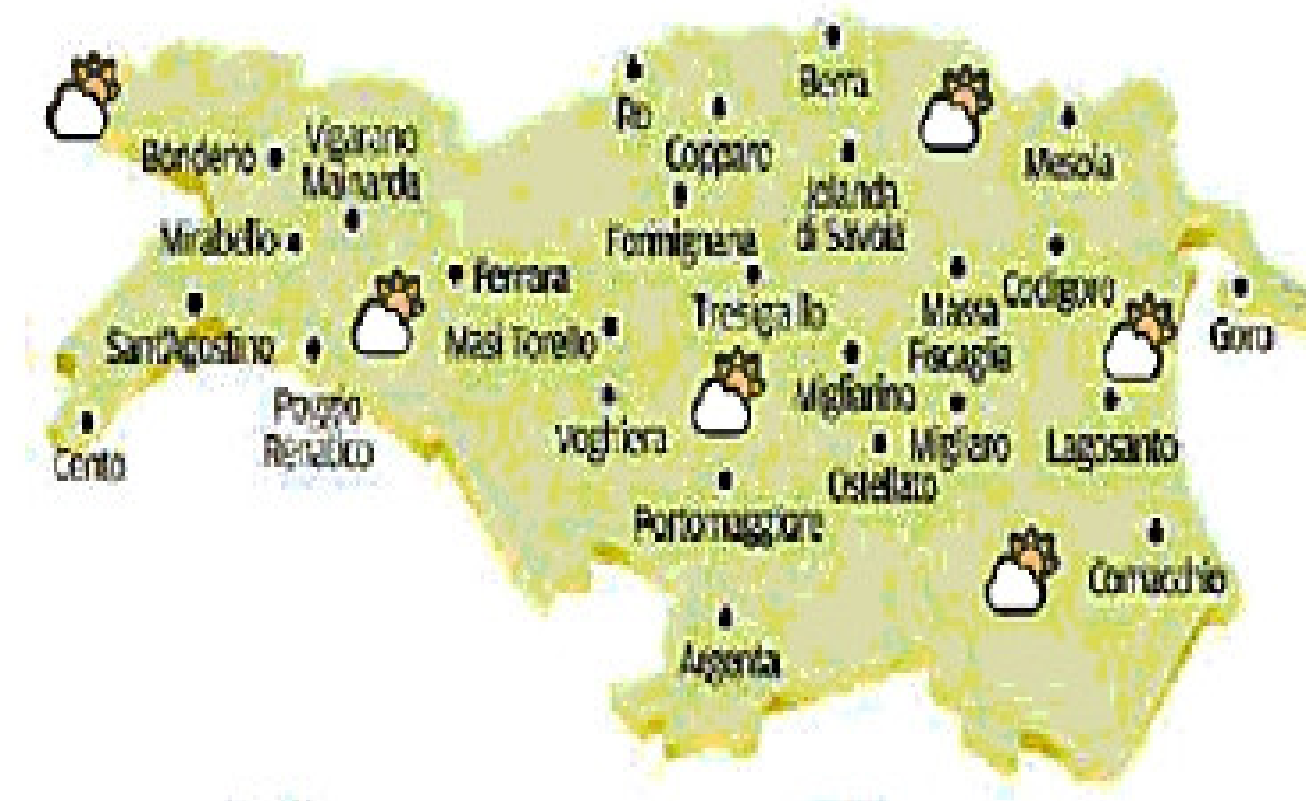 Berra
Ro
Copparo
Vigarano
Mainarda
Bondeno
Mesola
Jolanda
di Savoia
Mirabello
Formignana
Ferrara
Codigoro
Tresigallo
Massa
Fiscaglia
Goro
Sant'Agostino
Masi Torello
Migliarino
Poggio
Renatico
Voghiera
Migliaro
Lagosanto
Cento
Ostellato
Portomaggiore
Comacchio
Argenta